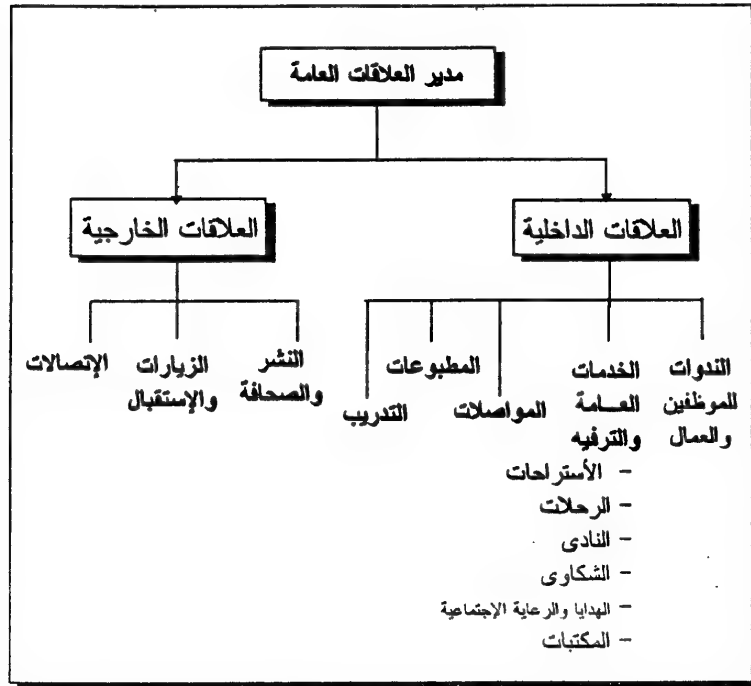 مدير العلاقات العامة
العلاقات الداخلية
العلاقات الخارجية
الندوات
للموظفين
والعمال
الخدمات
العـــامة
والترفيه
- الأستراحات
- الرحلات
- النادى
- الشكاوى
- الهدايا والرعاية الإجتماعية
- المكتبات
المواصلات
المطبوعات
التدريب
النشر
والصحافة
الزيارات
والإستقبال
الإتصالات